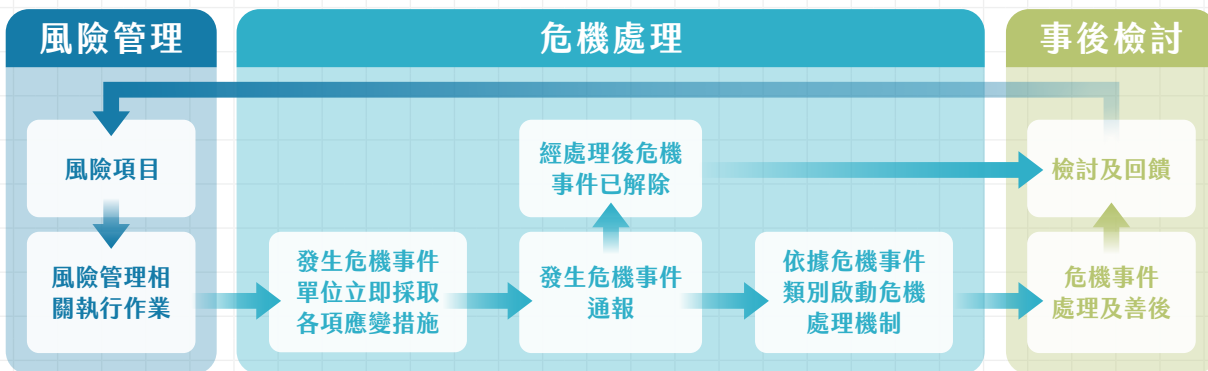 風險管理
危機處理
事後檢討
風險項目
風險管理相
關執行作業
發生危機事件
單位立即採取
各項應變措施
經處理後危機
事件已解除
發生危機事件
通報
依據危機事件
類別啟動危機
處理機制
檢討及回饋
危機事件
處理及善後